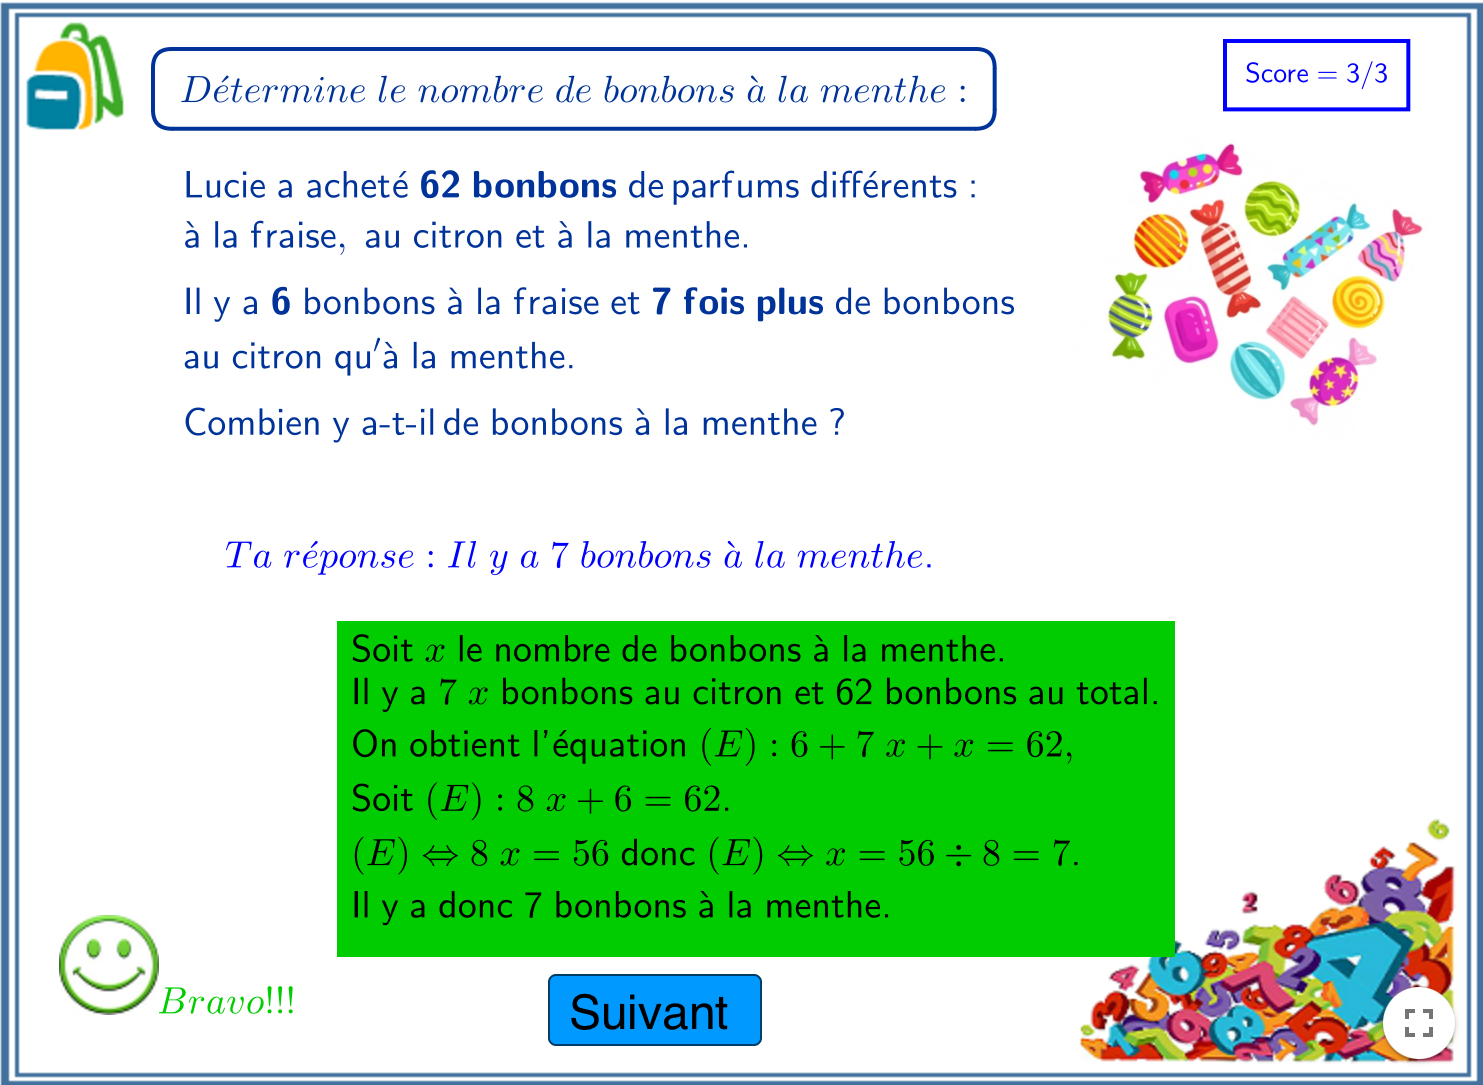 Détermine le nombre de bonbons à la menthe :
Score = 3/3
Lucie a acheté 62 bonbons de parfums différents :
à la fraise, au citron et à la menthe.
Il y a 6 bonbons à la fraise et 7 fois plus de bonbons
au citron qu'à la menthe.
Combien y a-t-il de bonbons à la menthe ?
Ta réponse : Il y a 7 bonbons à la menthe.
Soit x le nombre de bonbons à la menthe.
Il y a 7 x bonbons au citron et 62 bonbons au total.
On obtient l'équation (E) : 6 + 7 x + x = 62,
Soit (E) : 8 x + 6 = 62.
(E) ⇔ 8 x = 56 donc (E) ⇔ x = 56 ÷ 8 = 7.
Il y a donc 7 bonbons à la menthe.
Bravo!!!
Suivant